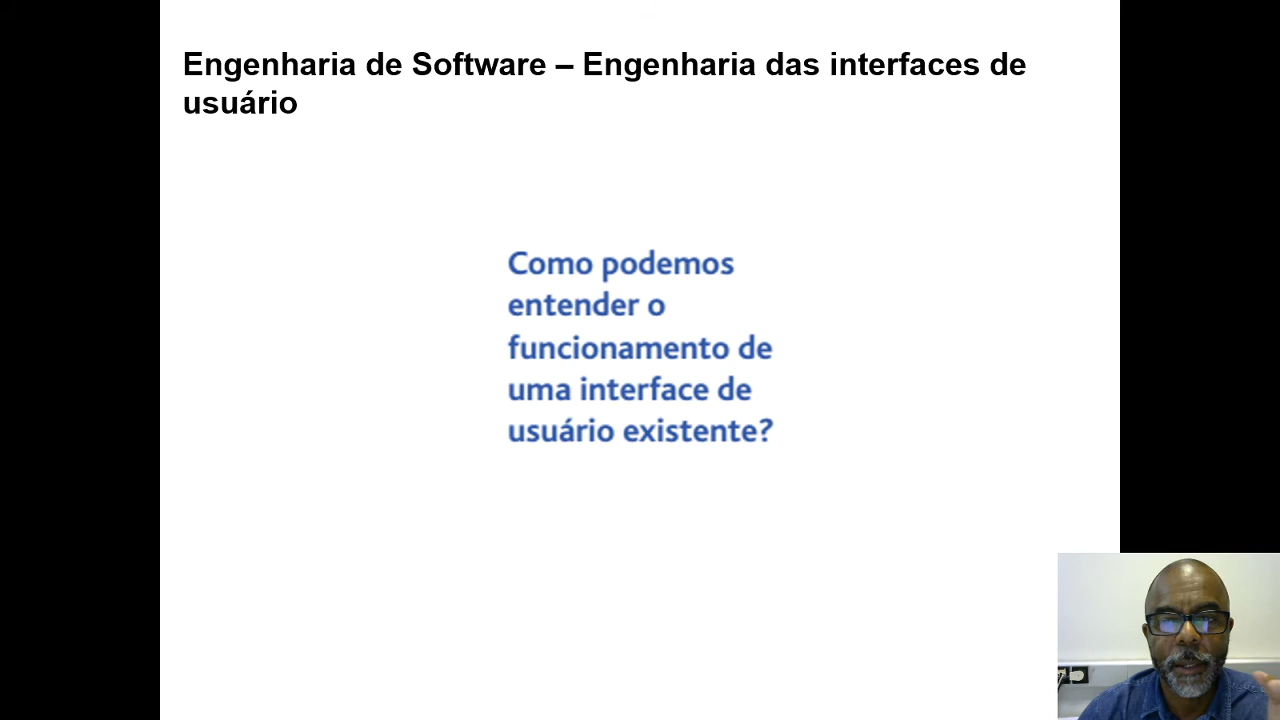 Engenharia de Software – Engenharia das interfaces de
usuário
Como podemos
entender o
funcionamento de
uma interface de
usuário existente?